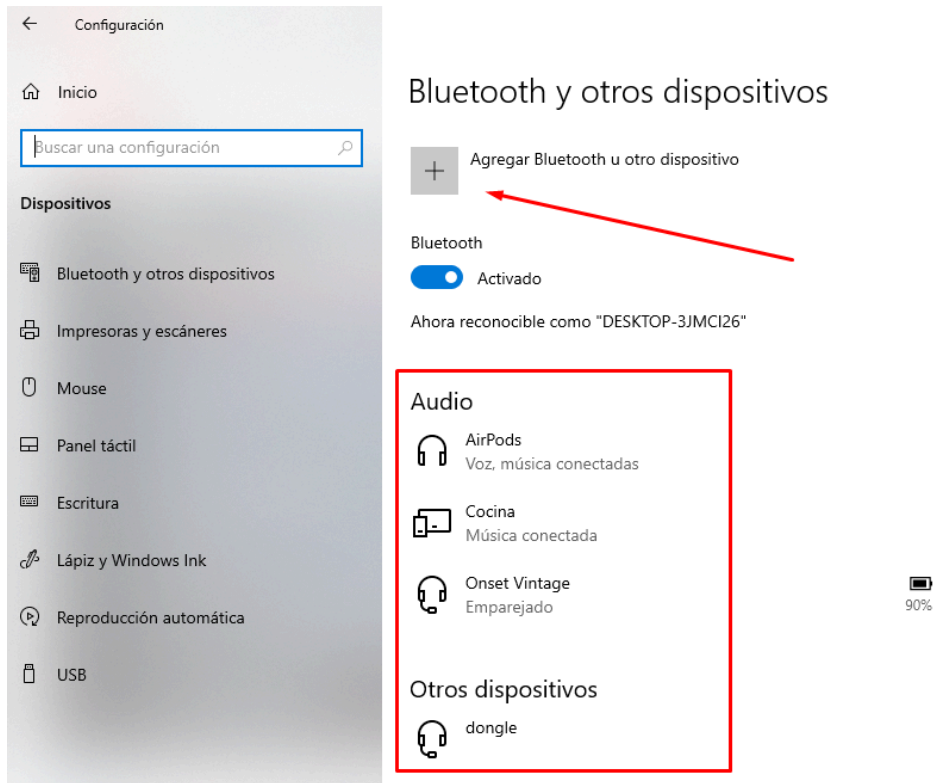 Configuración
Inicio
Buscar una configuración
Dispositivos
Bluetooth y otros dispositivos
Impresoras y escáneres
Mouse
Panel táctil
Escritura
Lápiz y Windows Ink
Reproducción automática
USB
Bluetooth y otros dispositivos
Agregar Bluetooth u otro dispositivo
Bluetooth
Activado
Ahora reconocible como "DESKTOP-3JMCI26"
Audio
AirPods
Voz, música conectadas
Cocina
Música conectada
Onset Vintage
Emparejado
90%
Otros dispositivos
dongle